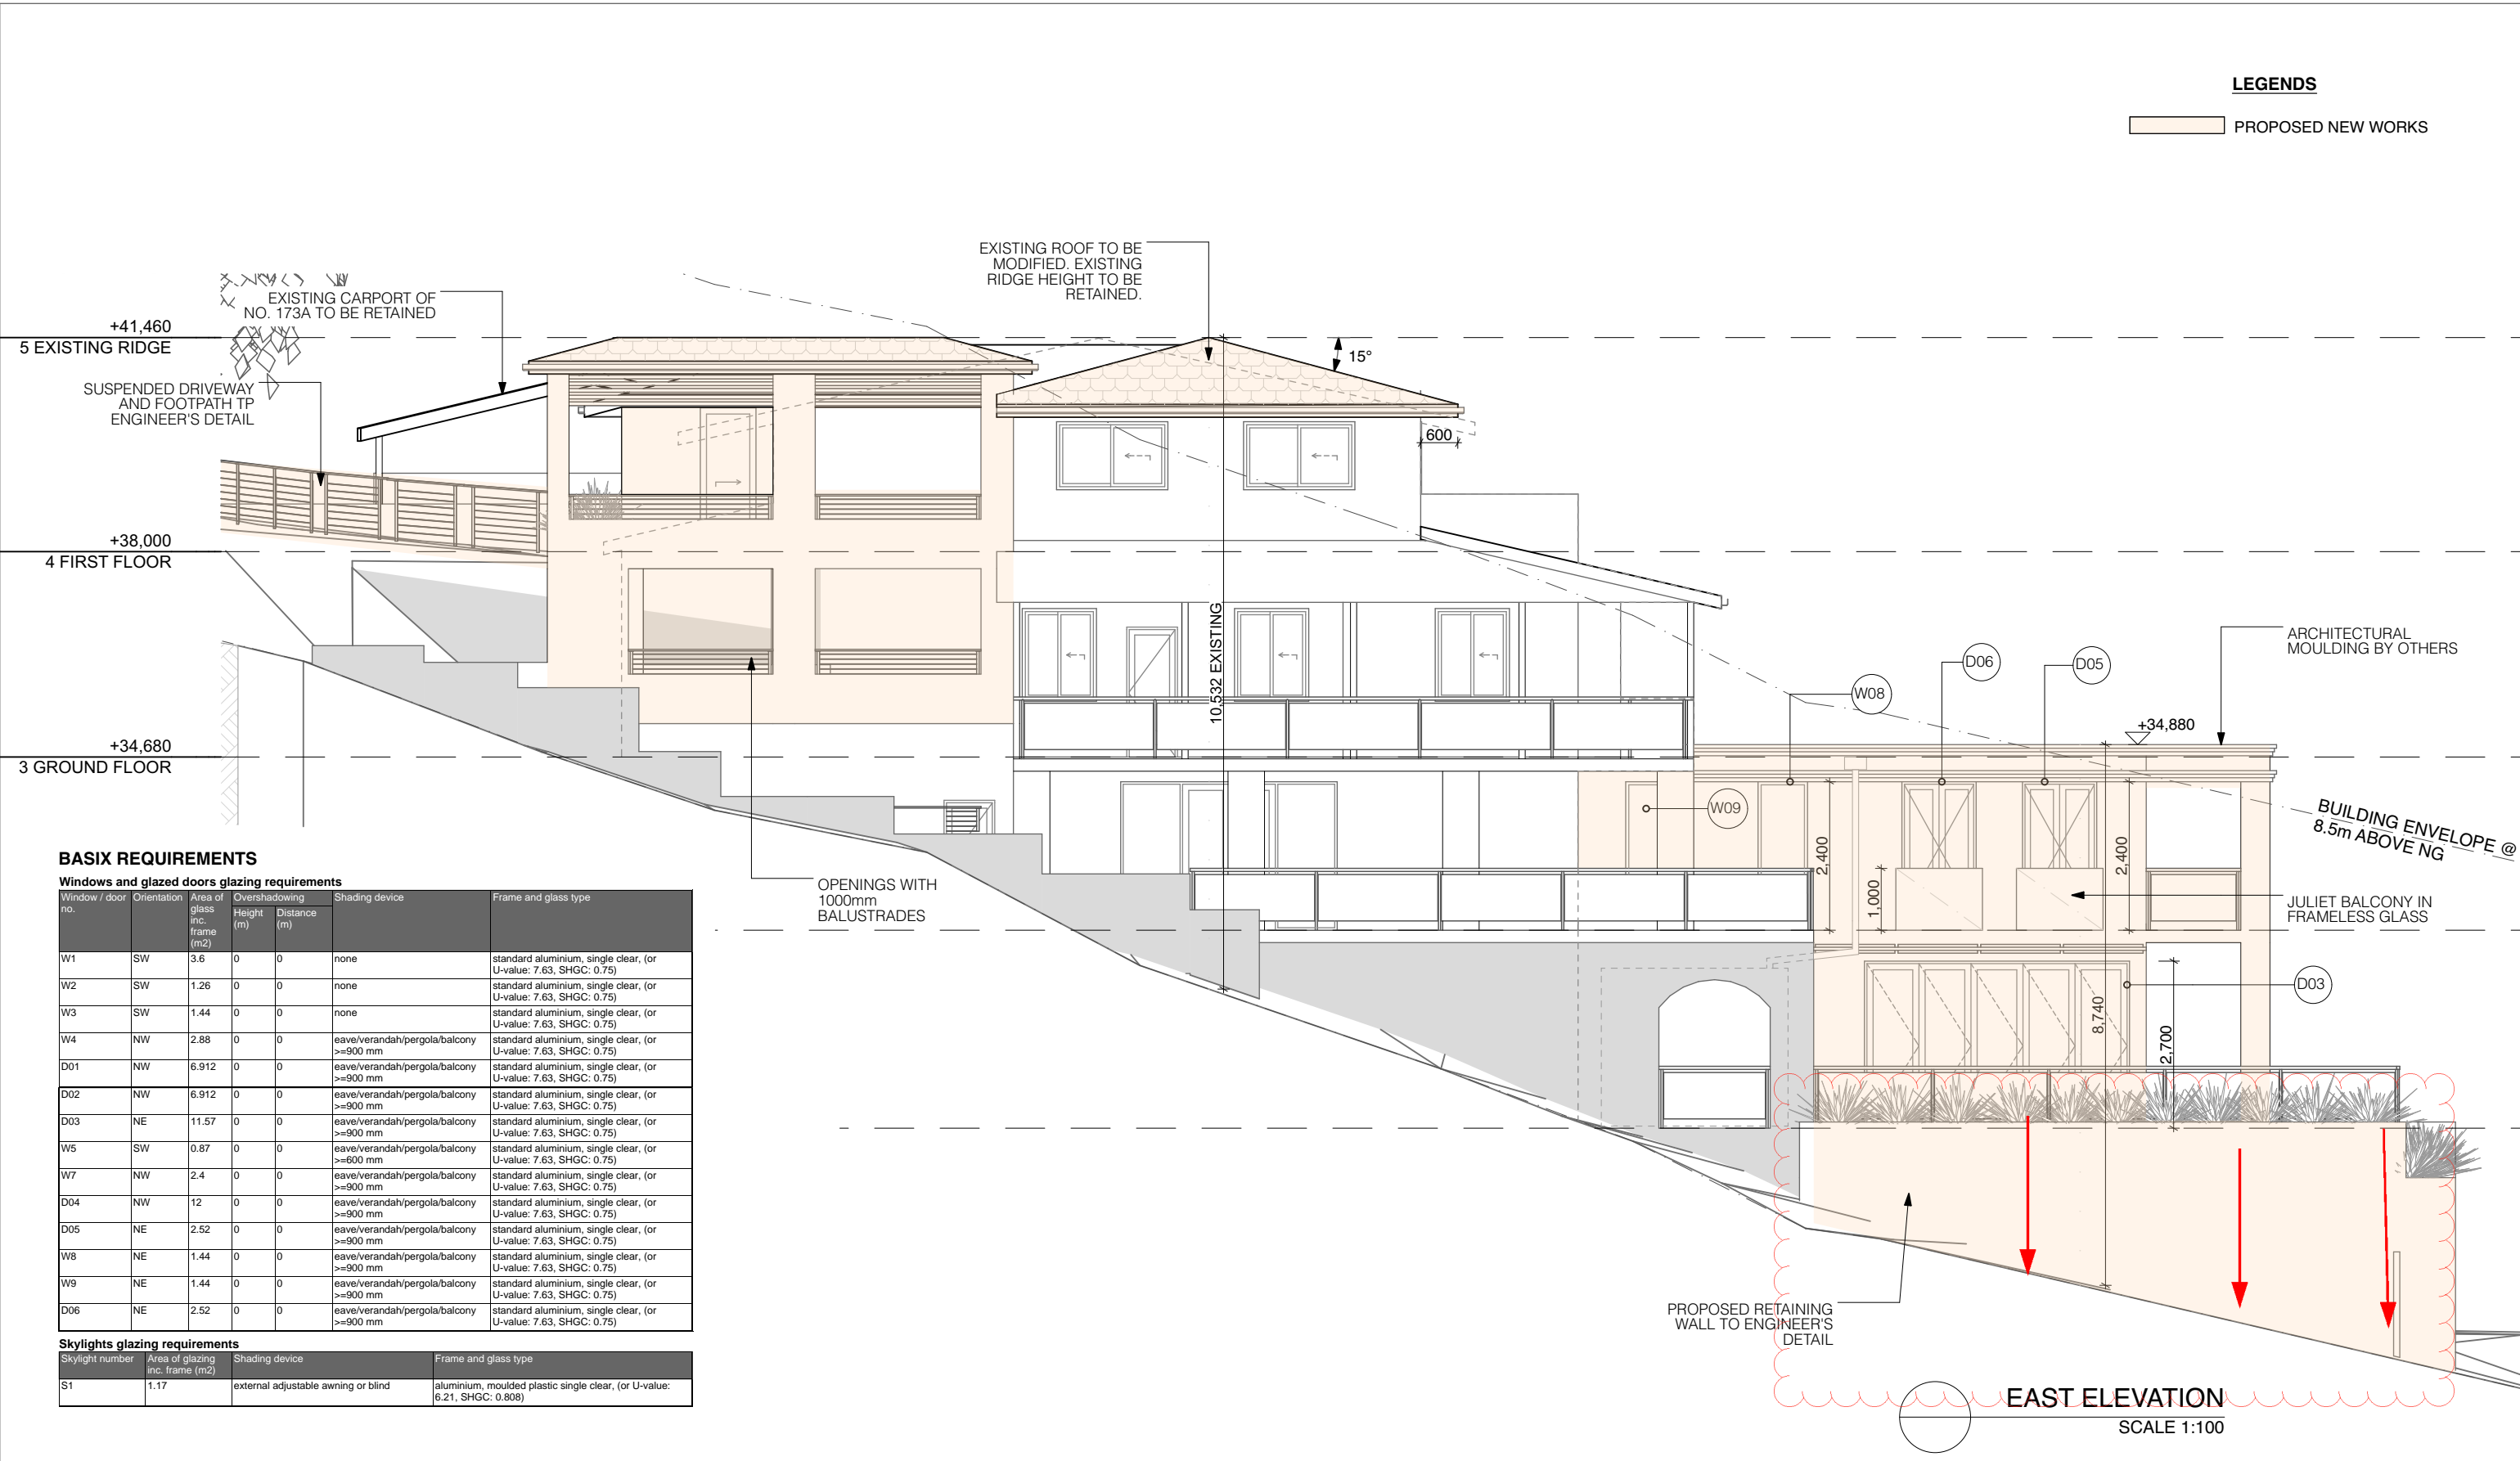 LEGENDS
PROPOSED NEW WORKS
EXISTING ROOF TO BE
MODIFIED. EXISTING
RIDGE HEIGHT TO BE
RETAINED.
EXISTING CARPORT OF
NO. 173A TO BE RETAINED
+41,460
5 EXISTING RIDGE
15°
SUSPENDED DRIVEWAY
AND FOOTPATH TP
ENGINEER'S DETAIL
600
+38,000
4 FIRST FLOOR
10,532 EXISTING
ARCHITECTURAL
MOULDING BY OTHERS
D06
D05
W08
+34,880
+34,680
3 GROUND FLOOR
W09
BUILDING ENVELOPE @
8.5m ABOVE NG
2,400
2,400
1,000
OPENINGS WITH
1000mm
BALUSTRADES
JULIET BALCONY IN
FRAMELESS GLASS
D03
8,740
2,700
PROPOSED RETAINING
WALL TO ENGINEER'S
DETAIL
EAST ELEVATION
SCALE 1:100
BASIX REQUIREMENTS
Windows and glazed doors glazing requirements
Window / door no. Orientation Area of glass inc. frame (m2) Overshadowing Height (m) Distance (m) Shading device Frame and glass type
W1 SW 3.6 0 0 none standard aluminium, single clear, (or U-value: 7.63, SHGC: 0.75)
W2 SW 1.26 0 0 none standard aluminium, single clear, (or U-value: 7.63, SHGC: 0.75)
W3 SW 1.44 0 0 none standard aluminium, single clear, (or U-value: 7.63, SHGC: 0.75)
W4 NW 2.88 0 0 eave/verandah/pergola/balcony >=900 mm standard aluminium, single clear, (or U-value: 7.63, SHGC: 0.75)
D01 NW 6.912 0 0 eave/verandah/pergola/balcony >=900 mm standard aluminium, single clear, (or U-value: 7.63, SHGC: 0.75)
D02 NW 6.912 0 0 eave/verandah/pergola/balcony >=900 mm standard aluminium, single clear, (or U-value: 7.63, SHGC: 0.75)
D03 NE 11.57 0 0 eave/verandah/pergola/balcony >=900 mm standard aluminium, single clear, (or U-value: 7.63, SHGC: 0.75)
W5 SW 0.87 0 0 eave/verandah/pergola/balcony >=600 mm standard aluminium, single clear, (or U-value: 7.63, SHGC: 0.75)
W7 NW 2.4 0 0 eave/verandah/pergola/balcony >=900 mm standard aluminium, single clear, (or U-value: 7.63, SHGC: 0.75)
D04 NW 12 0 0 eave/verandah/pergola/balcony >=900 mm standard aluminium, single clear, (or U-value: 7.63, SHGC: 0.75)
D05 NE 2.52 0 0 eave/verandah/pergola/balcony >=900 mm standard aluminium, single clear, (or U-value: 7.63, SHGC: 0.75)
W8 NE 1.44 0 0 eave/verandah/pergola/balcony >=900 mm standard aluminium, single clear, (or U-value: 7.63, SHGC: 0.75)
W9 NE 1.44 0 0 eave/verandah/pergola/balcony >=900 mm standard aluminium, single clear, (or U-value: 7.63, SHGC: 0.75)
D06 NE 2.52 0 0 eave/verandah/pergola/balcony >=900 mm standard aluminium, single clear, (or U-value: 7.63, SHGC: 0.75)
Skylights glazing requirements
Skylight number Area of glazing inc. frame (m2) Shading device Frame and glass type
S1 1.17 external adjustable awning or blind aluminium, moulded plastic single clear, (or U-value: 6.21, SHGC: 0.808)